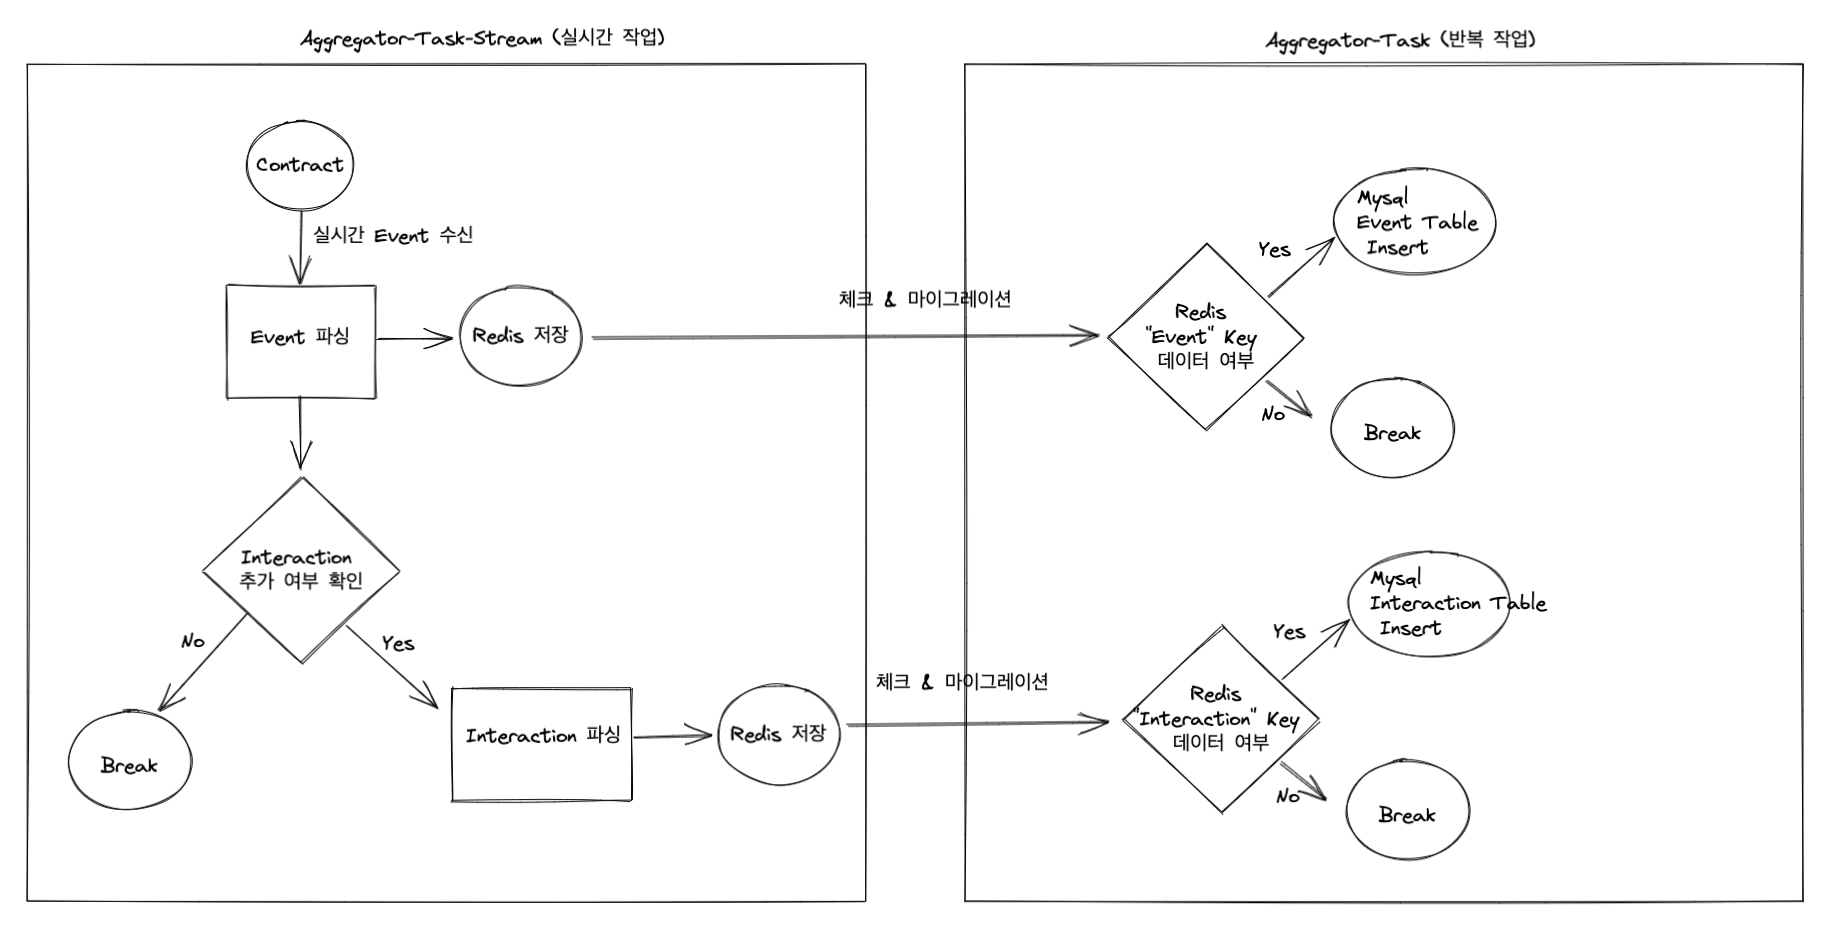 Aggregator-Task-Stream (실시간 작업)
Contract
실시간 Event 수신
Event 파싱
Redis 저장
Interaction
추가 여부 확인
No
Yes
Break
Interaction 파싱
Redis 저장
체크 & 마이그레이션
체크 & 마이그레이션
Aggregator-Task (반복 작업)
Redis
"Event" Key
데이터 여부
Yes
Mysql
Event Table
Insert
No
Break
Redis
"Interaction" Key
데이터 여부
Yes
Mysql
Interaction Table
Insert
No
Break